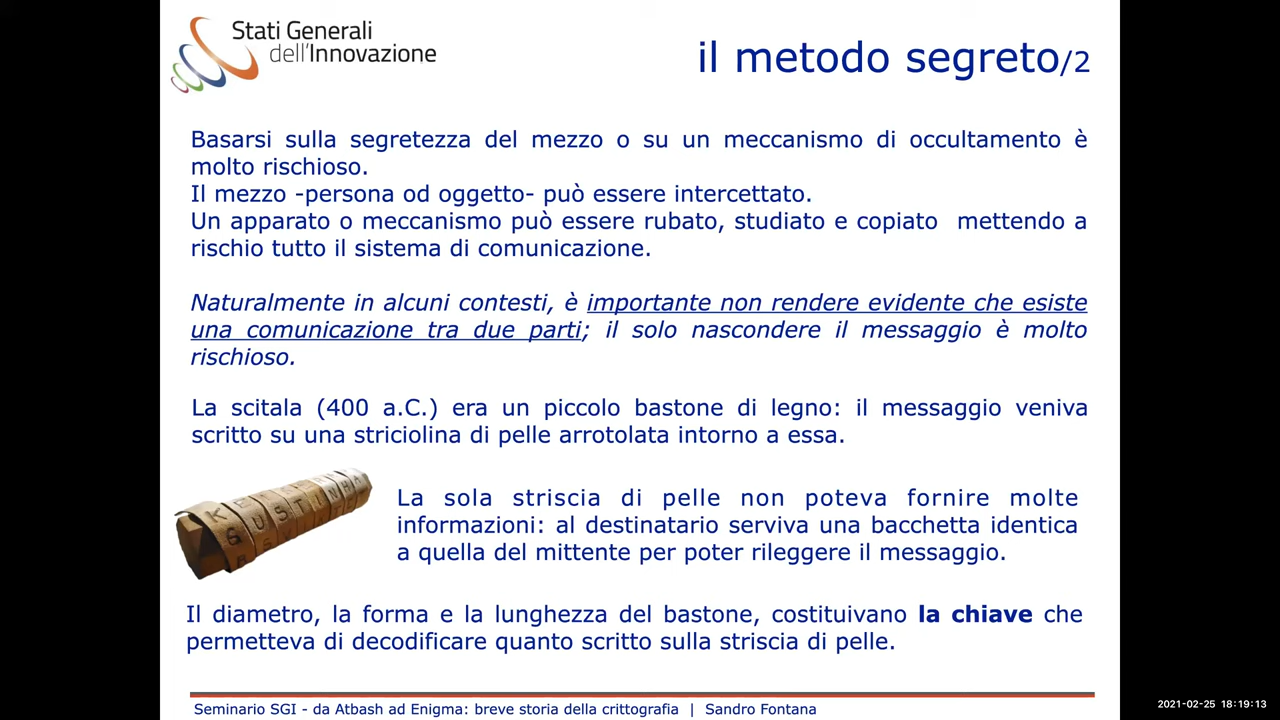 Stati Generali
dell'Innovazione
il metodo segreto/2
Basarsi sulla segretezza del mezzo o su un meccanismo di occultamento è
molto rischioso.
Il mezzo -persona od oggetto- può essere intercettato.
Un apparato o meccanismo può essere rubato, studiato e copiato mettendo a
rischio tutto il sistema di comunicazione.
Naturalmente in alcuni contesti, è importante non rendere evidente che esiste
una comunicazione tra due parti; il solo nascondere il messaggio è molto
rischioso.
La scitala (400 a.C.) era un piccolo bastone di legno: il messaggio veniva
scritto su una striciolina di pelle arrotolata intorno a essa.
La sola striscia di pelle non poteva fornire molte
informazioni: al destinatario serviva una bacchetta identica
a quella del mittente per poter rileggere il messaggio.
Il diametro, la forma e la lunghezza del bastone, costituivano la chiave che
permetteva di decodificare quanto scritto sulla striscia di pelle.
Seminario SGI - da Atbash ad Enigma: breve storia della crittografia | Sandro Fontana
2021-02-25 18:19:13